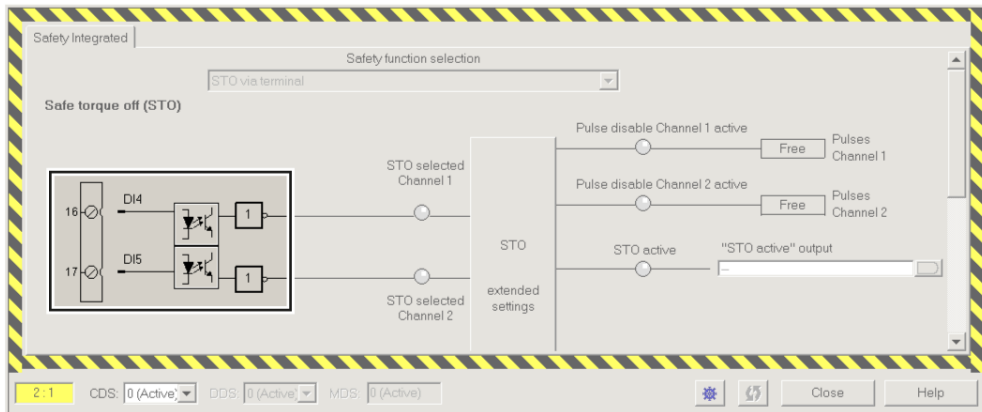 Safety Integrated
Safety function selection
STO via terminal
Safe torque off (STO)
Pulse disable Channel 1 active
Free
Pulses
Channel 1
STO selected
Channel 1
16
DI4
1
Pulse disable Channel 2 active
Free
Pulses
Channel 2
STO
STO active
"STO active" output
17
DI5
1
extended
settings
STO selected
Channel 2
2:1
CDS: 0 (Active)
DDS: 0 (Active)
MDS: 0 (Active)
Close
Help